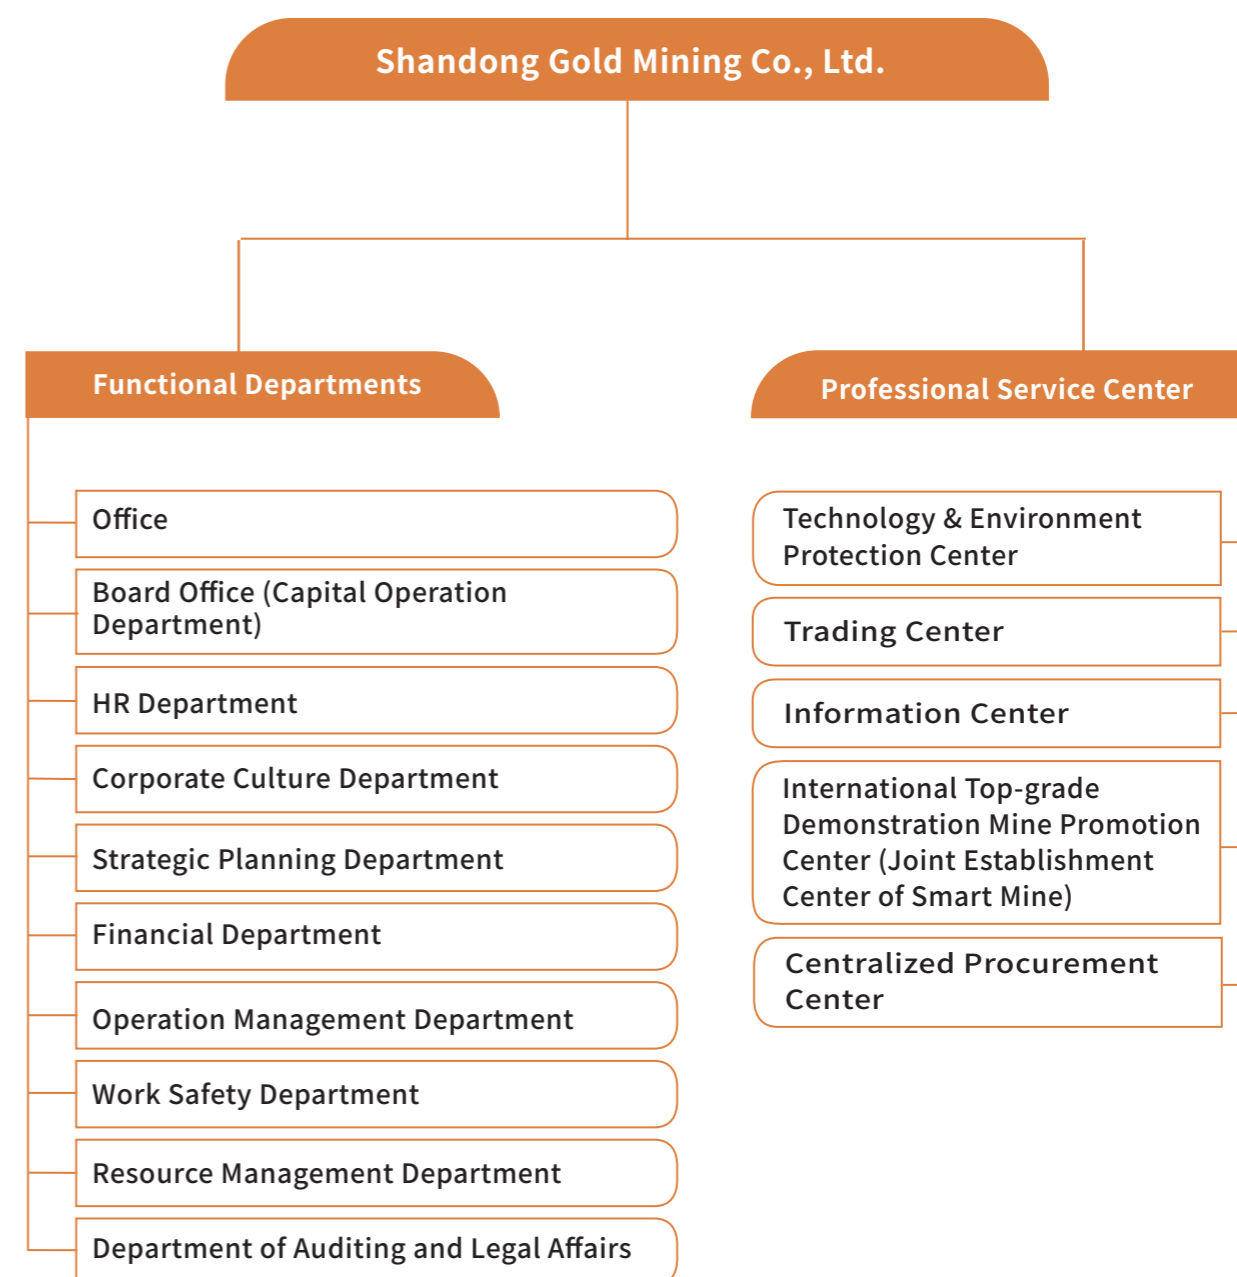 Shandong Gold Mining Co., Ltd.
Functional Departments
Office
Board Office (Capital Operation
Department)
HR Department
Corporate Culture Department
Strategic Planning Department
Financial Department
Operation Management Department
Work Safety Department
Resource Management Department
Department of Auditing and Legal Affairs
Professional Service Center
Technology & Environment
Protection Center
Trading Center
Information Center
International Top-grade
Demonstration Mine Promotion
Center (Joint Establishment
Center of Smart Mine)
Centralized Procurement
Center